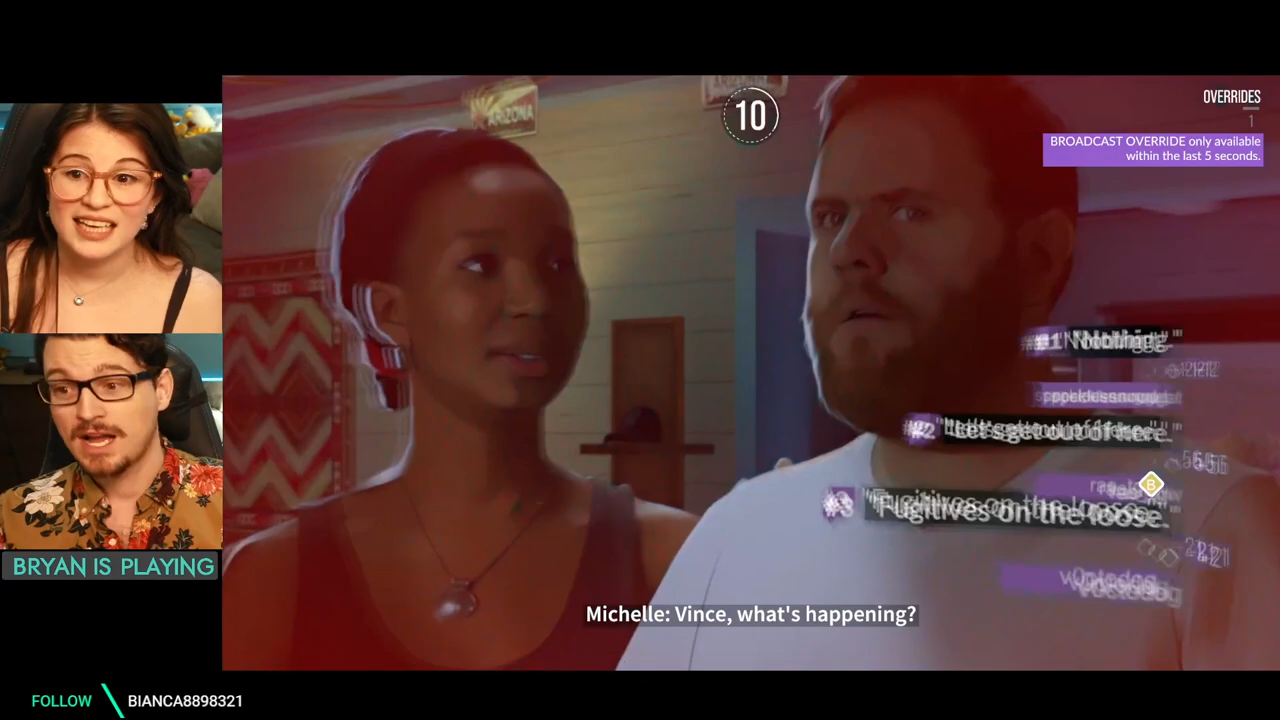 ARIZONA
10
OVERRIDES
1
BROADCAST OVERRIDE only available
within the last 5 seconds.
#1 "Nothing."
#2 "Let's get out of here."
#3 "Fugitives on the loose."
B
Michelle: Vince, what's happening?
BRYAN IS PLAYING
FOLLOW BIANCA8898321